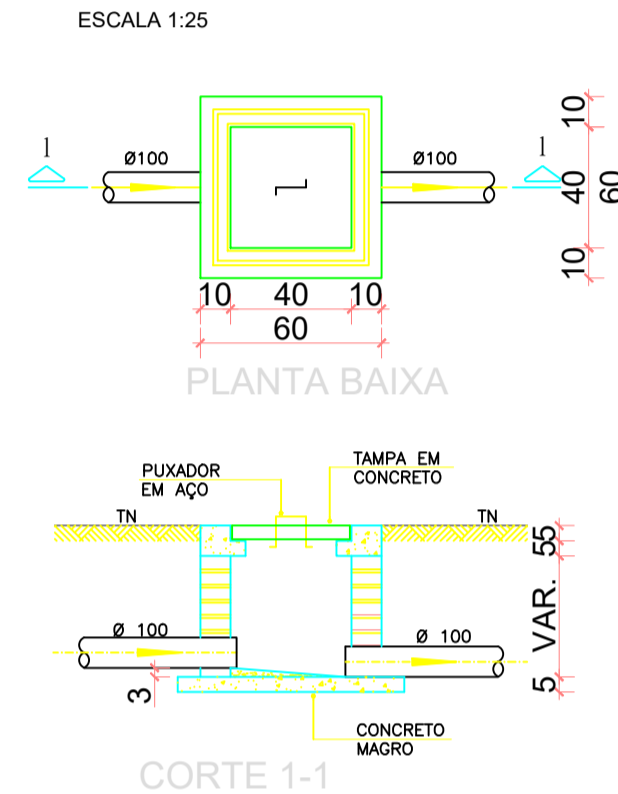 ESCALA 1:25
1
Ø100
Ø100
1
10
40
10
60
10 40 10
60
PLANTA BAIXA
PUXADOR
EM AÇO
TAMPA EM
CONCRETO
TN
TN
5
5
VAR.
5
Ø 100
Ø 100
3
CONCRETO
MAGRO
CORTE 1-1